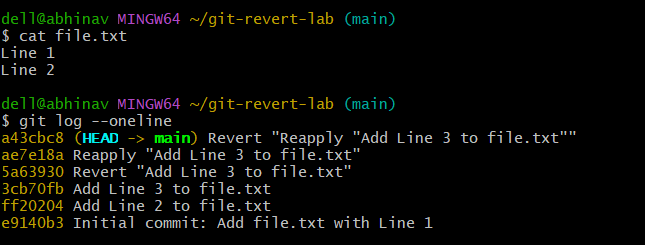 dell@abhinav MINGW64 ~/git-revert-lab (main)
$ cat file.txt
Line 1
Line 2
dell@abhinav MINGW64 ~/git-revert-lab (main)
$ git log --oneline
a43cbc8 (HEAD -> main) Revert "Reapply "Add Line 3 to file.txt""
ae7e18a Reapply "Add Line 3 to file.txt"
5a63930 Revert "Add Line 3 to file.txt"
3cb70fb Add Line 3 to file.txt
ff20204 Add Line 2 to file.txt
e9140b3 Initial commit: Add file.txt with Line 1